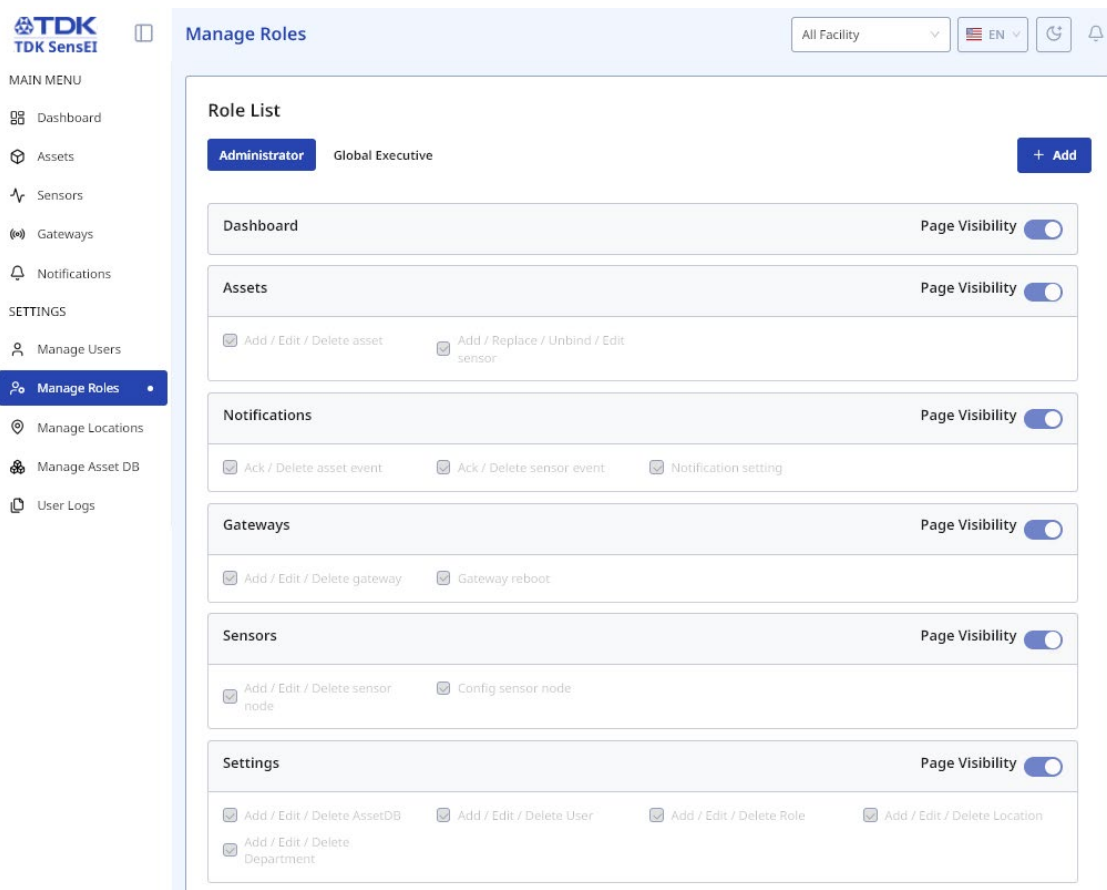 TDK
TDK SensEI
Manage Roles
All Facility
EN
MAIN MENU
Dashboard
Assets
Sensors
Gateways
Notifications
SETTINGS
Manage Users
Manage Roles
Manage Locations
Manage Asset DB
User Logs
Role List
Administrator
Global Executive
+ Add
Dashboard
Page Visibility
Assets
Page Visibility
Add / Edit / Delete asset
Add / Replace / Unbind / Edit
sensor
Notifications
Page Visibility
Ack / Delete asset event
Ack / Delete sensor event
Notification setting
Gateways
Page Visibility
Add / Edit / Delete gateway
Gateway reboot
Sensors
Page Visibility
Add / Edit / Delete sensor
node
Config sensor node
Settings
Page Visibility
Add / Edit / Delete AssetDB
Add / Edit / Delete User
Add / Edit / Delete Role
Add / Edit / Delete Location
Add / Edit / Delete
Department